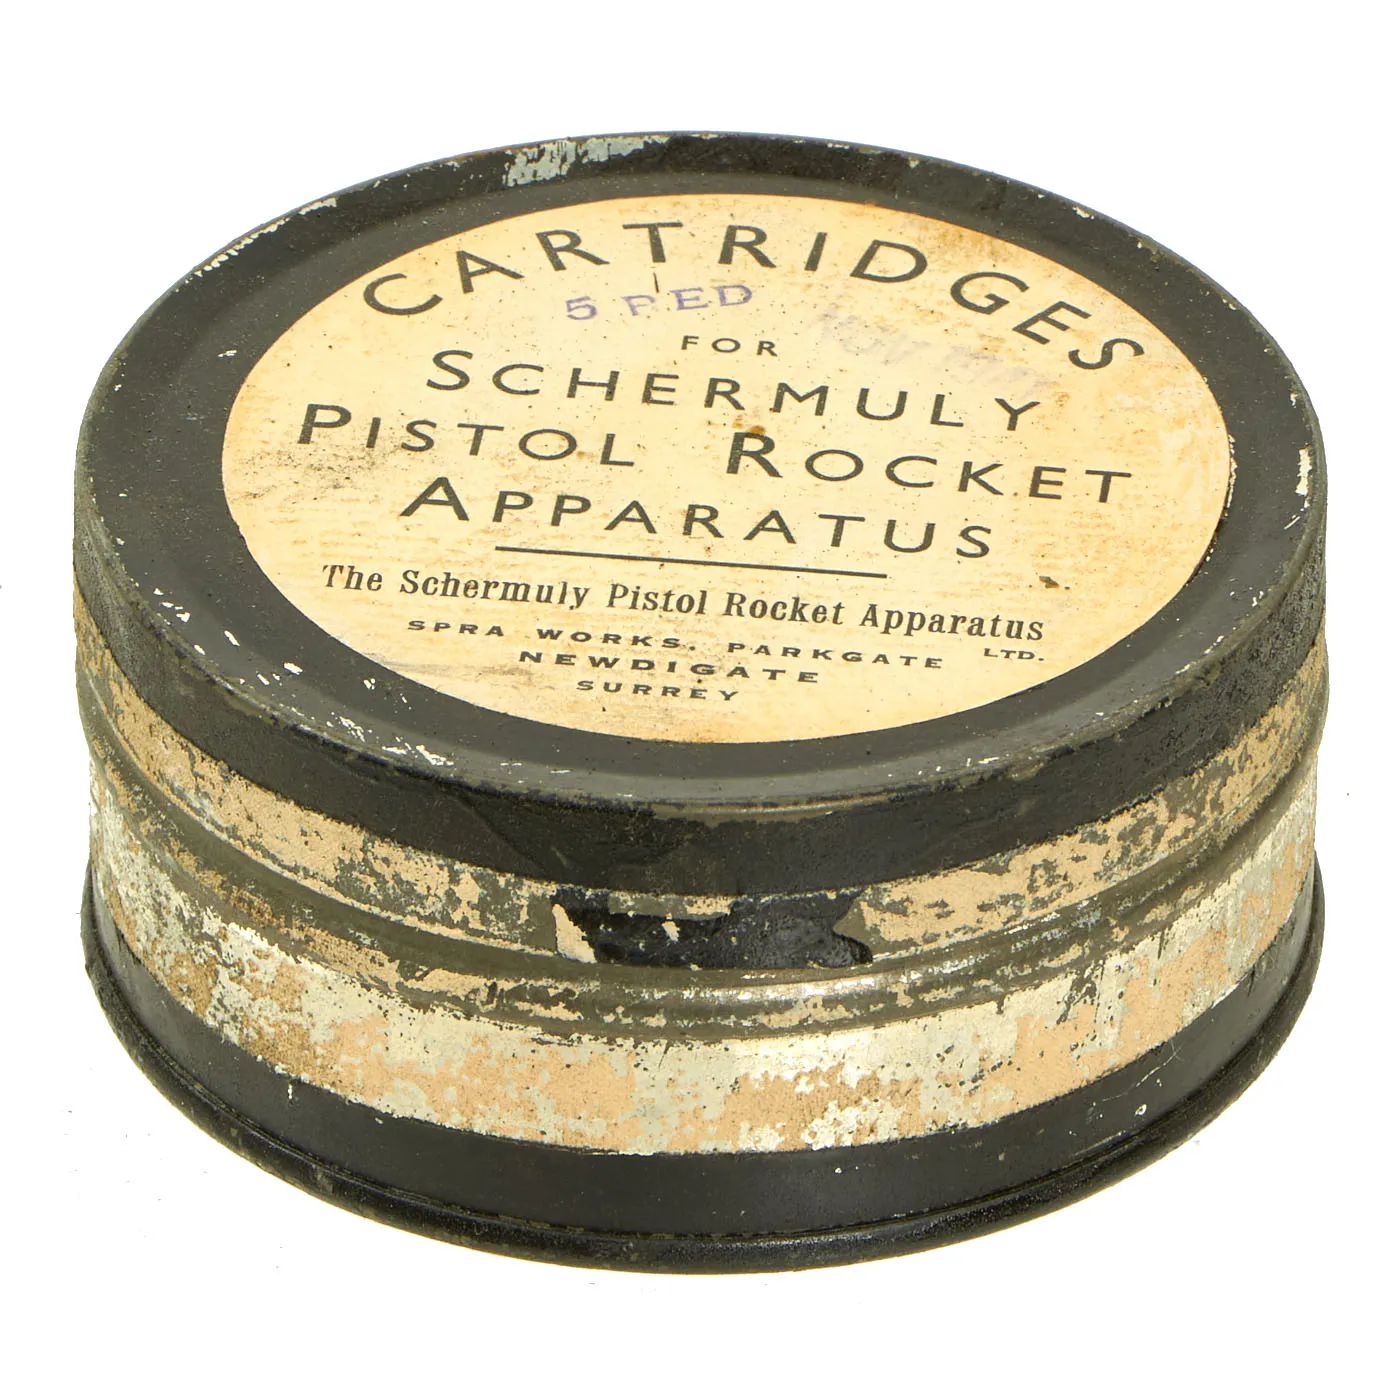 CARTRIDGES
5 RED
FOR
SCHERMULY
PISTOL ROCKET
APPARATUS
The Schermuly Pistol Rocket Apparatus
LTD.
SPRA WORKS, PARKGATE
NEWDIGATE
SURREY